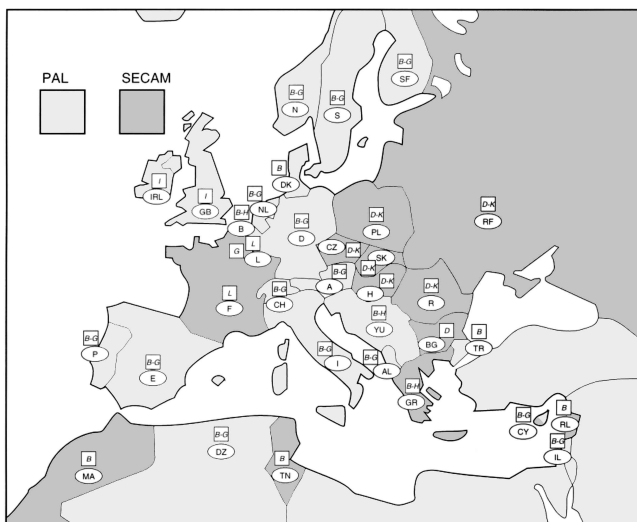 PAL SECAM
B-G
SF
B-G
N
B-G
S
B
DK
I
IRL
I
GB
B-G
NL
B-H
B
B-G
D
D-K
PL
D-K
RF
G
L
L
CZ
D-K
SK
D-K
D-K
H
B-G
A
D-K
R
L
F
B-G
CH
B-H
YU
D
BG
B
TR
B-G
P
B-G
E
B-G
I
B-G
AL
B-H
GR
B-G
CY
B
RL
B-G
IL
B
MA
B-G
DZ
B
TN